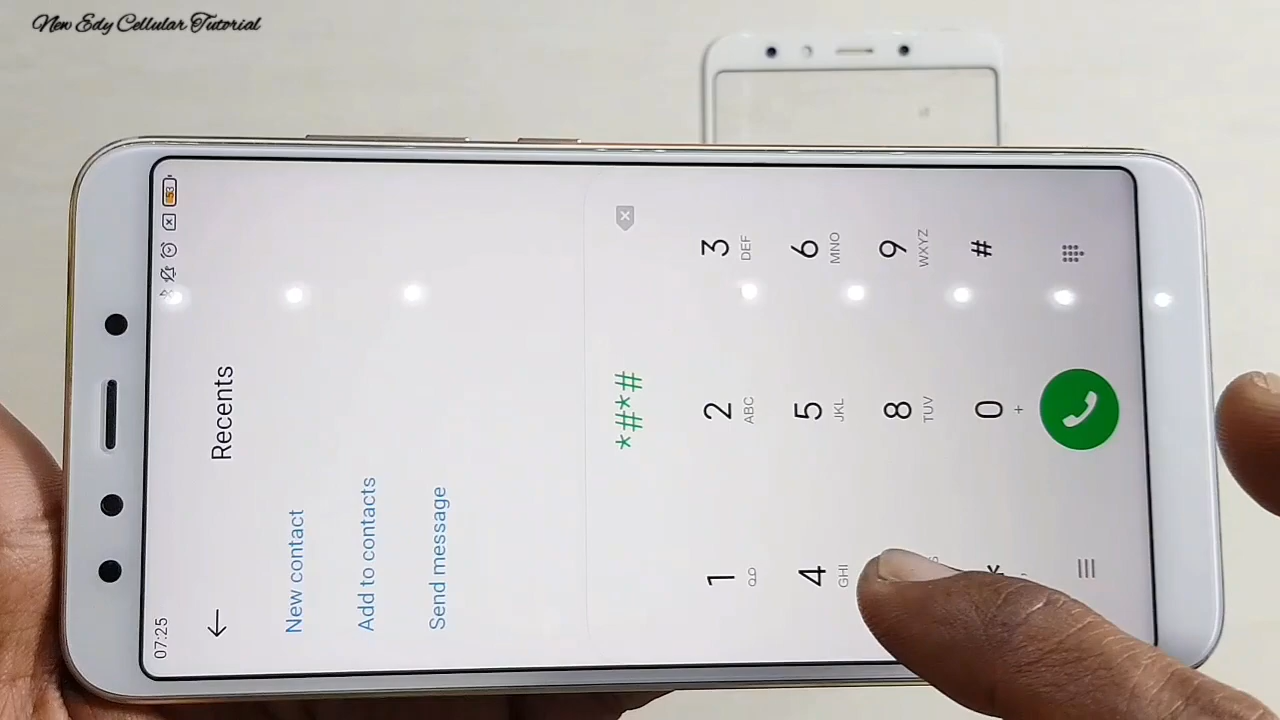 New Edy Cellular Tutorial
07:25
53
Recents
New contact
Add to contacts
Send message
*#*#
1 2 ABC 3 DEF
4 GHI 5 JKL 6 MNO
8 TUV 9 WXYZ
* , 0 + #